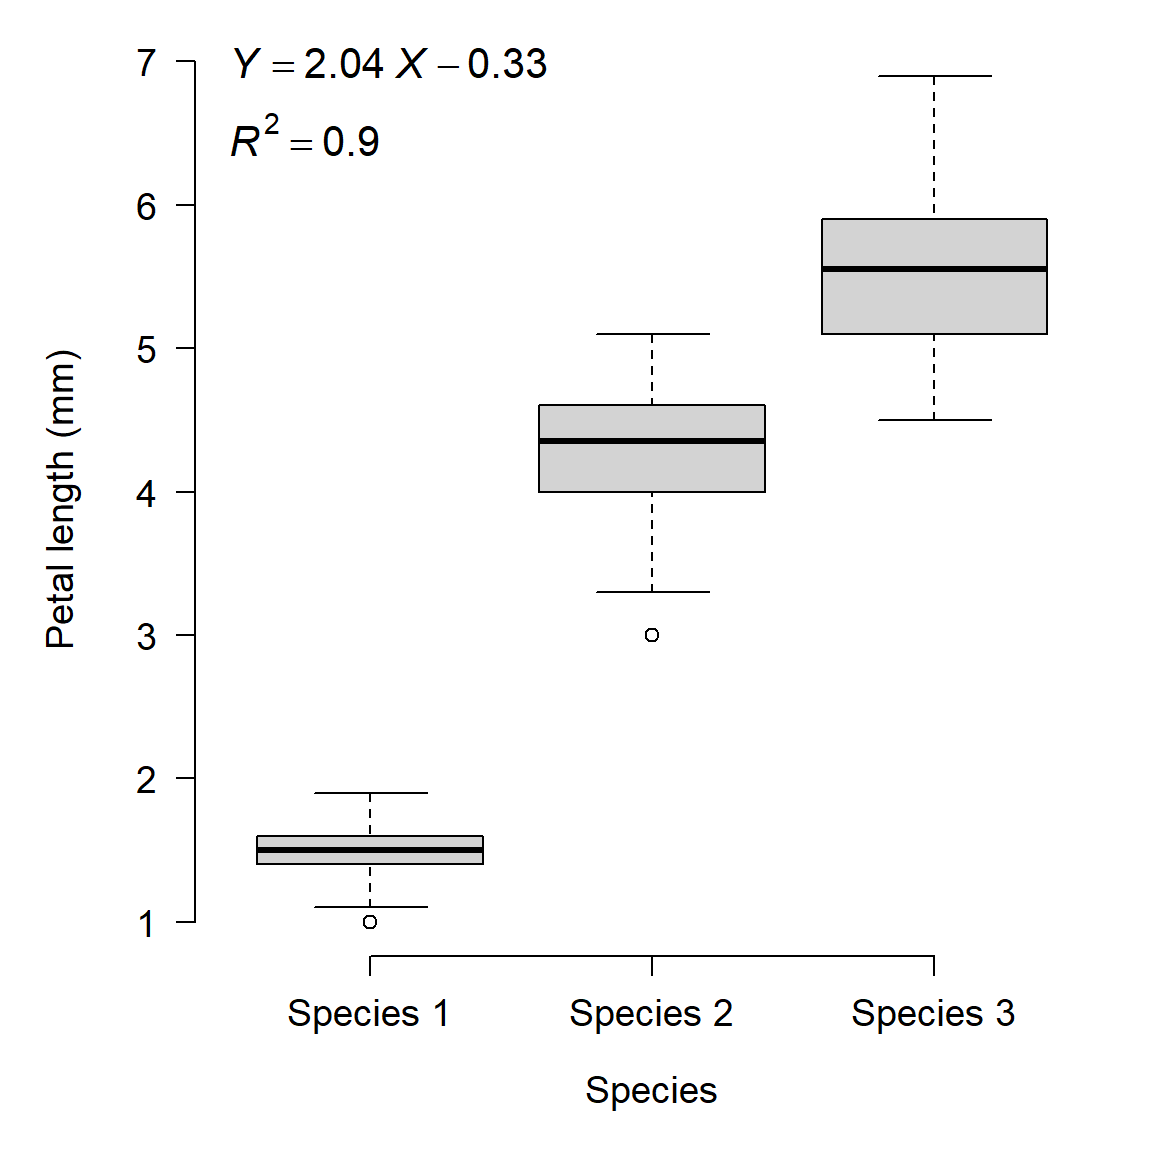 Y = 2.04 X − 0.33
R² = 0.9
7
6
5
4
3
2
1
Petal length (mm)
Species 1 Species 2 Species 3
Species